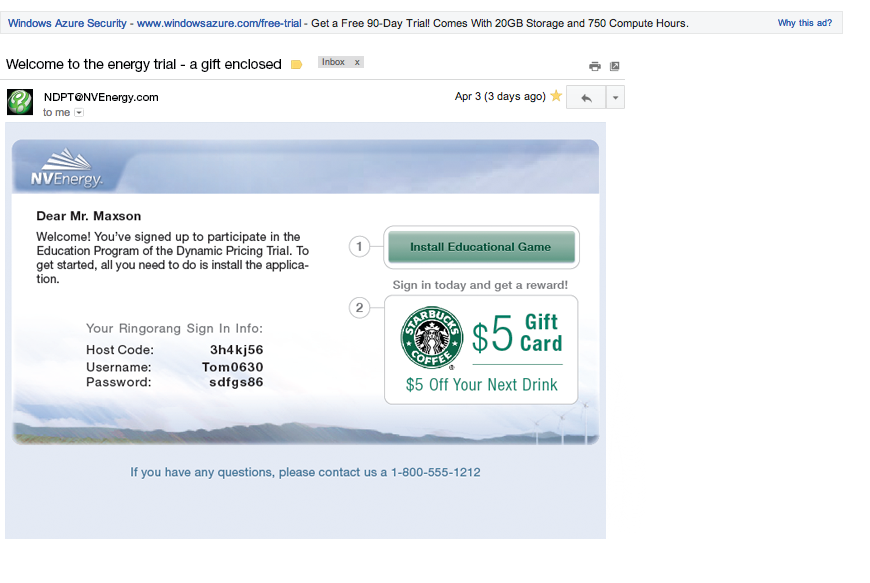 Windows Azure Security - www.windowsazure.com/free-trial - Get a Free 90-Day Trial! Comes With 20GB Storage and 750 Compute Hours.
Why this ad?
Welcome to the energy trial - a gift enclosed
Inbox x
NDPT@NVEnergy.com
Apr 3 (3 days ago)
to me
NVEnergy.
Dear Mr. Maxson
Welcome! You've signed up to participate in the
Education Program of the Dynamic Pricing Trial. To
get started, all you need to do is install the applica-
tion.
1
Install Educational Game
Sign in today and get a reward!
2
STARBUCKS
COFFEE
®
$5 Gift
Card
$5 Off Your Next Drink
Your Ringorang Sign In Info:
Host Code: 3h4kj56
Username: Tom0630
Password: sdfgs86
If you have any questions, please contact us a 1-800-555-1212